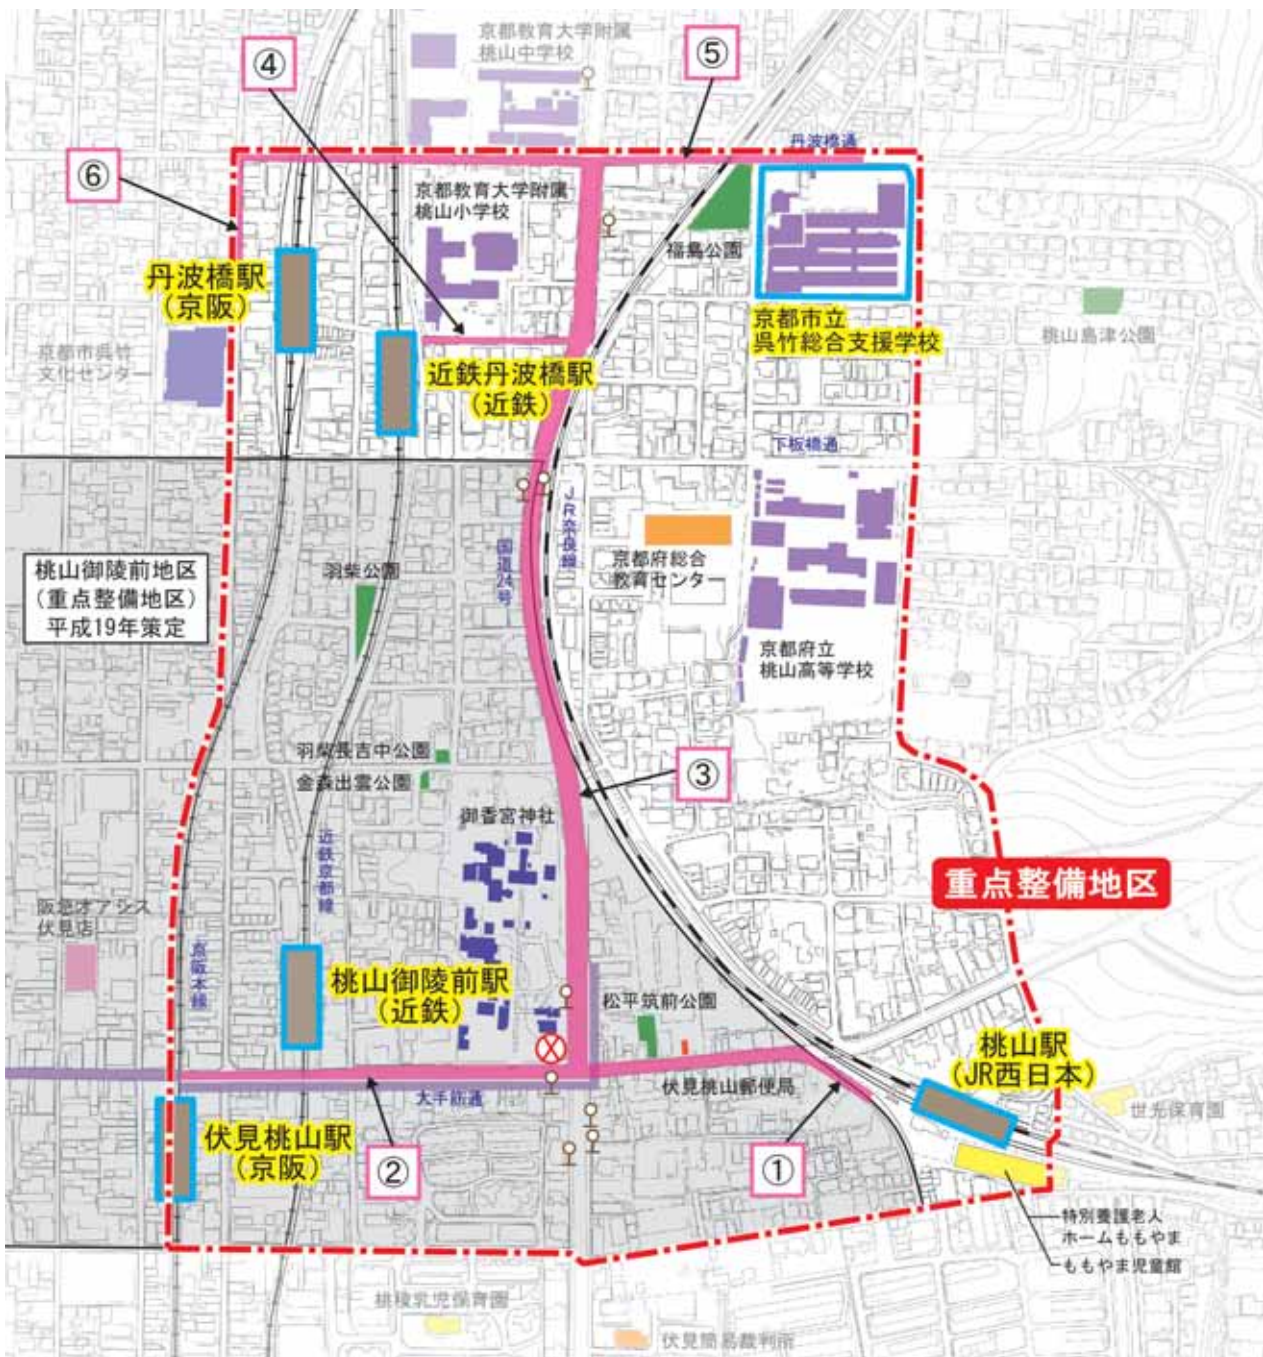 京都教育大学附属
桃山中学校
④
⑤
丹波橋通
⑥
京都教育大学附属
桃山小学校
福島公園
丹波橋駅
(京阪)
京都市立
呉竹総合支援学校
桃山島津公園
京都市呉竹
文化センター
近鉄丹波橋駅
(近鉄)
下板橋通
JR奈良線
国道24号
京都府総合
教育センター
桃山御陵前地区
(重点整備地区)
平成19年策定
羽柴公園
京都府立
桃山高等学校
羽柴長吉中公園
金森出雲公園
③
御香宮神社
近鉄京都線
重点整備地区
阪急オアシス
伏見店
京阪本線
桃山御陵前駅
(近鉄)
松平筑前公園
桃山駅
(JR西日本)
伏見桃山郵便局
大手筋通
世光保育園
伏見桃山駅
(京阪)
②
①
特別養護老人
ホームももやま
ももやま児童館
桃稜乳児保育園
伏見簡易裁判所